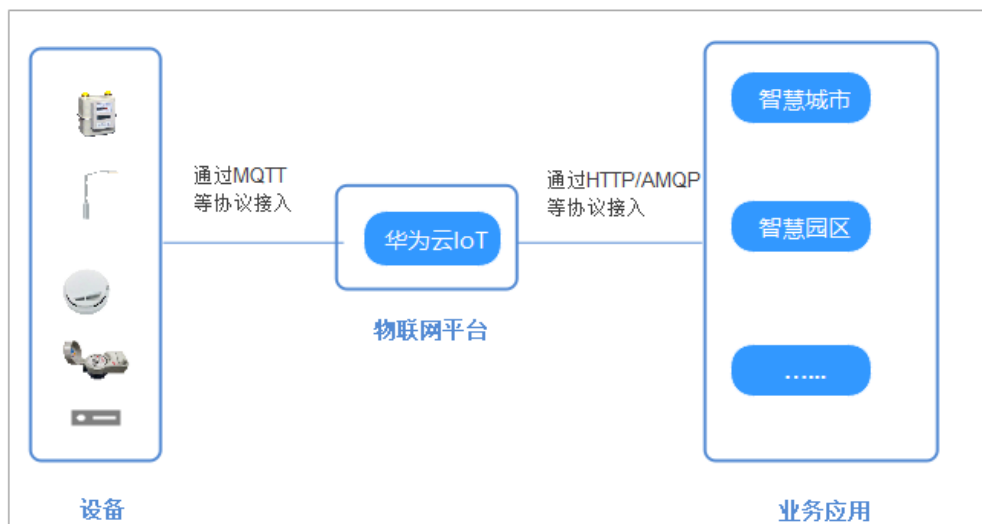 智慧城市
通过MQTT
等协议接入
通过HTTP/AMQP
等协议接入
华为云IoT
智慧园区
物联网平台
…...
设备
业务应用